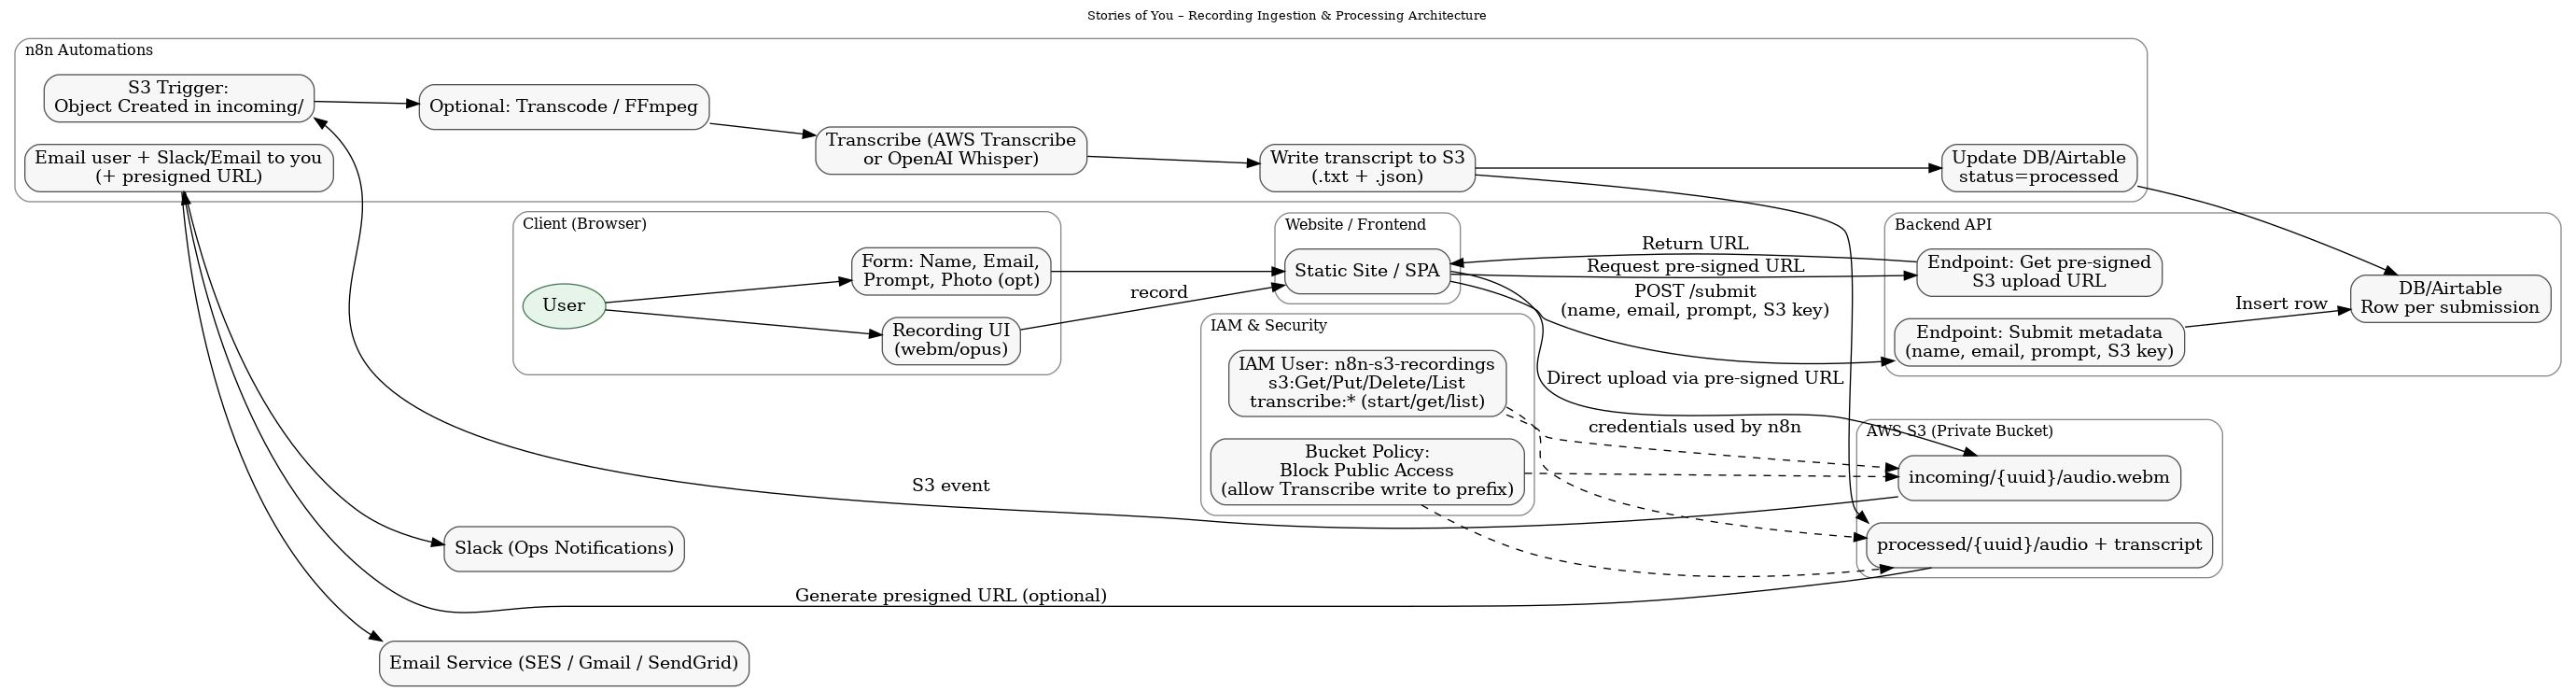 Stories of You – Recording Ingestion & Processing Architecture
n8n Automations
S3 Trigger:
Object Created in incoming/
Optional: Transcode / FFmpeg
Transcribe (AWS Transcribe
or OpenAI Whisper)
Email user + Slack/Email to you
(+ presigned URL)
Write transcript to S3
(.txt + .json)
Update DB/Airtable
status=processed
Client (Browser)
User
Form: Name, Email,
Prompt, Photo (opt)
Recording UI
(webm/opus)
record
Website / Frontend
Static Site / SPA
Return URL
Request pre-signed URL
POST /submit
(name, email, prompt, S3 key)
Backend API
Endpoint: Get pre-signed
S3 upload URL
Endpoint: Submit metadata
(name, email, prompt, S3 key)
Insert row
DB/Airtable
Row per submission
IAM & Security
IAM User: n8n-s3-recordings
s3:Get/Put/Delete/List
transcribe:* (start/get/list)
Bucket Policy:
Block Public Access
(allow Transcribe write to prefix)
Direct upload via pre-signed URL
credentials used by n8n
AWS S3 (Private Bucket)
incoming/{uuid}/audio.webm
processed/{uuid}/audio + transcript
S3 event
Slack (Ops Notifications)
Generate presigned URL (optional)
Email Service (SES / Gmail / SendGrid)